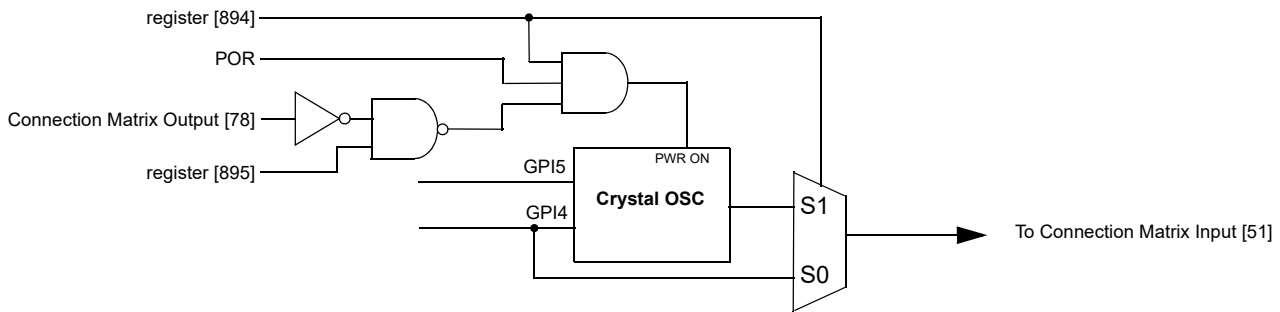 register [894]
POR
Connection Matrix Output [78]
register [895]
GPI5
PWR ON
Crystal OSC
GPI4
S1
To Connection Matrix Input [51]
S0